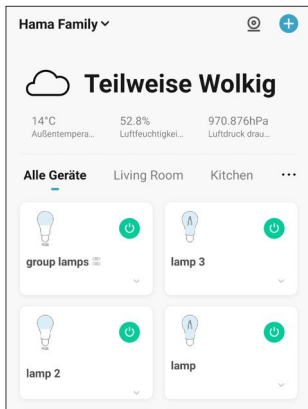 Hama Family
Teilweise Wolkig
14°C 52.8% 970.876hPa
Außentempera... Luftfeuchtigkei... Luftdruck drau...
Alle Geräte Living Room Kitchen ...
group lamps lamp 3
lamp 2 lamp